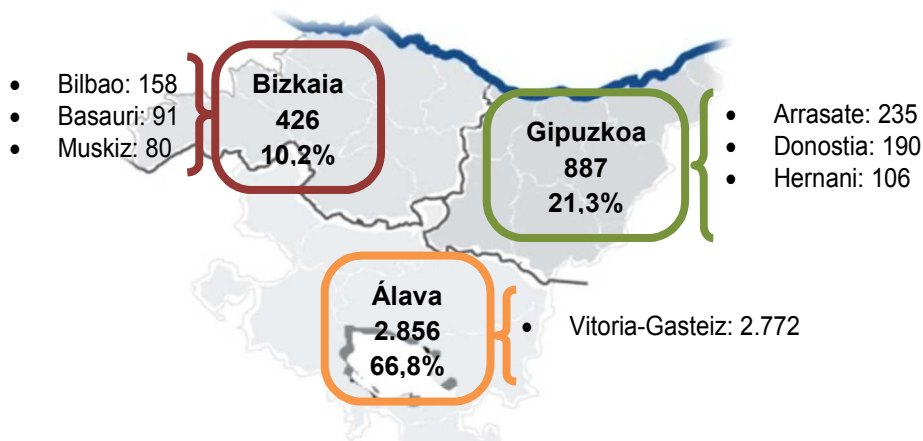 • Bilbao: 158
• Basauri: 91
• Muskiz: 80
Bizkaia
426
10,2%
Gipuzkoa
887
21,3%
• Arrasate: 235
• Donostia: 190
• Hernani: 106
Álava
2.856
66,8%
• Vitoria-Gasteiz: 2.772